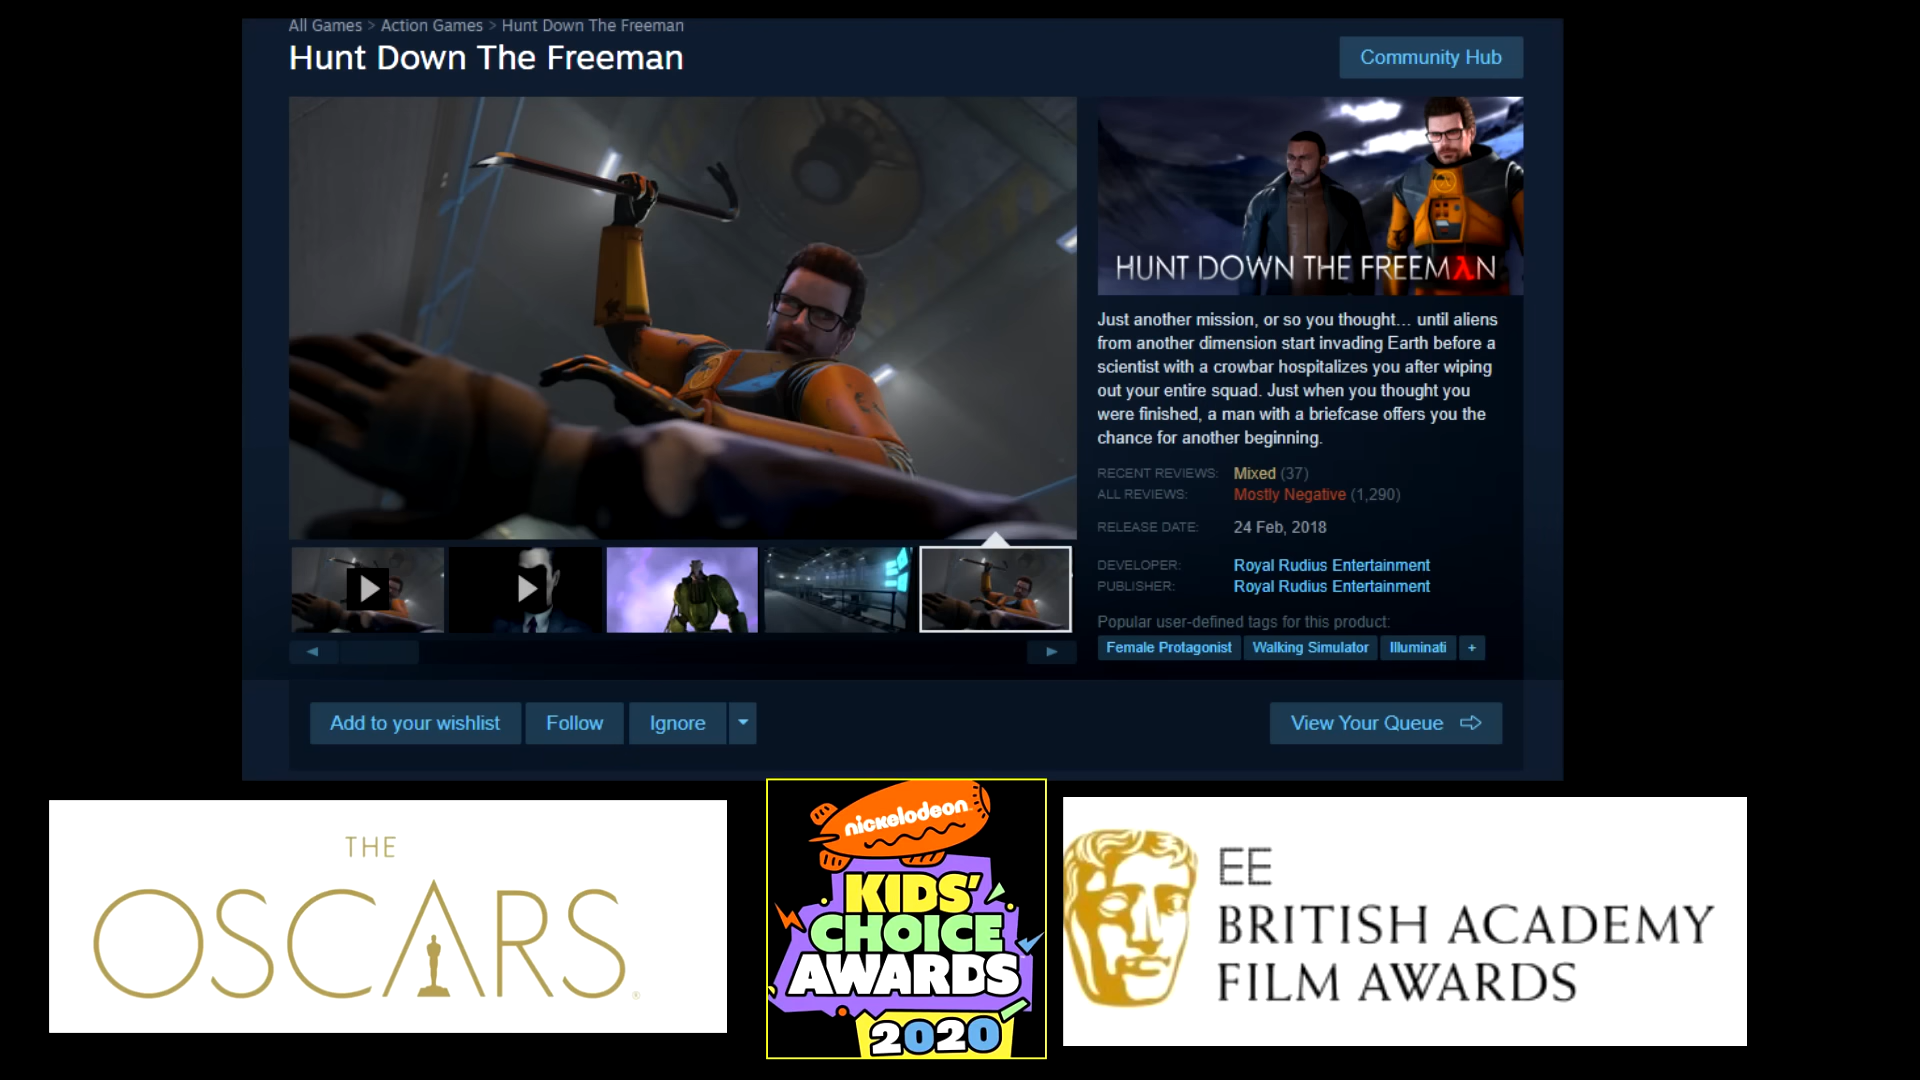 All Games > Action Games > Hunt Down The Freeman
Hunt Down The Freeman
Community Hub
HUNT DOWN THE FREEMλN
Just another mission, or so you thought... until aliens
from another dimension start invading Earth before a
scientist with a crowbar hospitalizes you after wiping
out your entire squad. Just when you thought you
were finished, a man with a briefcase offers you the
chance for another beginning.
RECENT REVIEWS: Mixed (37)
ALL REVIEWS: Mostly Negative (1,290)
RELEASE DATE: 24 Feb, 2018
DEVELOPER: Royal Rudius Entertainment
PUBLISHER: Royal Rudius Entertainment
Popular user-defined tags for this product:
Female Protagonist Walking Simulator Illuminati +
Add to your wishlist Follow Ignore View Your Queue
THE
OSCARS®
nickelodeon
KIDS'
CHOICE
AWARDS
2020
EE
BRITISH ACADEMY
FILM AWARDS